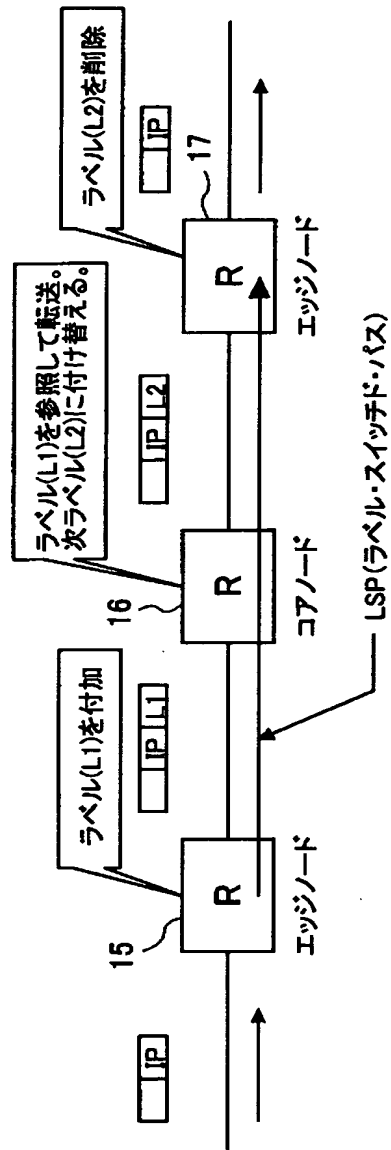 ラベル(L1)を付加
ラベル(L1)を参照して転送。
次ラベル(L2)に付け替える。
ラベル(L2)を削除
IP
IP L1
IP L2
IP
15
16
17
R
R
R
エッジノード
コアノード
エッジノード
LSP(ラベル・スイッチド・パス)